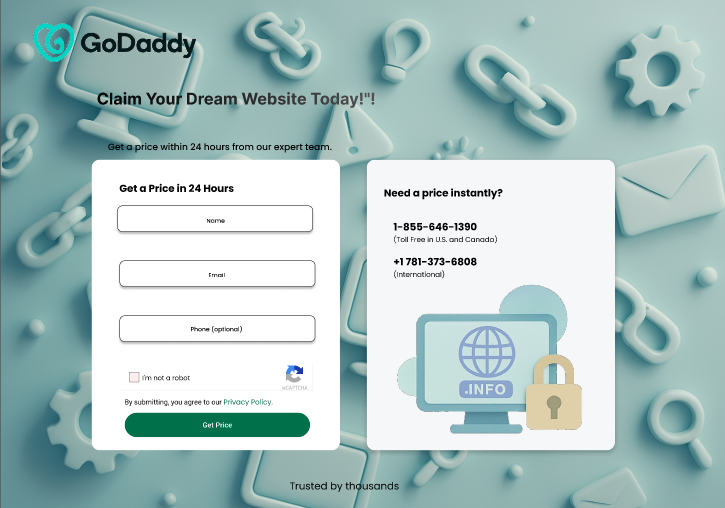 GoDaddy
Claim Your Dream Website Today!"!
Get a price within 24 hours from our expert team.
Get a Price in 24 Hours
Name
Email
Phone (optional)
I'm not a robot
reCAPTCHA
By submitting, you agree to our Privacy Policy.
Get Price
Need a price instantly?
1-855-646-1390
(Toll Free in U.S. and Canada)
+1 781-373-6808
(International)
.INFO
Trusted by thousands